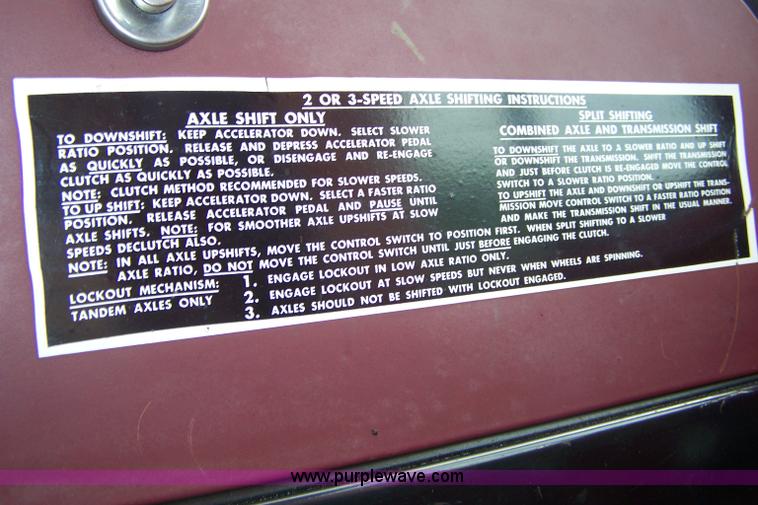 2 OR 3-SPEED AXLE SHIFTING INSTRUCTIONS
AXLE SHIFT ONLY
TO DOWNSHIFT: KEEP ACCELERATOR DOWN. SELECT SLOWER
RATIO POSITION. RELEASE AND DEPRESS ACCELERATOR PEDAL
AS QUICKLY AS POSSIBLE, OR DISENGAGE AND RE-ENGAGE
CLUTCH AS QUICKLY AS POSSIBLE.
NOTE: CLUTCH METHOD RECOMMENDED FOR SLOWER SPEEDS.
TO UP SHIFT: KEEP ACCELERATOR DOWN. SELECT A FASTER RATIO
POSITION. RELEASE ACCELERATOR PEDAL AND PAUSE UNTIL
AXLE SHIFTS. NOTE: FOR SMOOTHER AXLE UPSHIFTS AT SLOW
SPEEDS DECLUTCH ALSO.
SPLIT SHIFTING
COMBINED AXLE AND TRANSMISSION SHIFT
TO DOWNSHIFT THE AXLE TO A SLOWER RATIO AND UP SHIFT
OR DOWNSHIFT THE TRANSMISSION. SHIFT THE TRANSMISSION
AND JUST BEFORE CLUTCH IS RE-ENGAGED MOVE THE CONTROL
SWITCH TO A SLOWER RATIO POSITION.
TO UPSHIFT THE AXLE AND DOWNSHIFT OR UPSHIFT THE TRANS-
MISSION MOVE CONTROL SWITCH TO A FASTER RATIO POSITION
AND MAKE THE TRANSMISSION SHIFT IN THE USUAL MANNER.
NOTE: IN ALL AXLE UPSHIFTS, MOVE THE CONTROL SWITCH TO POSITION FIRST. WHEN SPLIT SHIFTING TO A SLOWER
AXLE RATIO, DO NOT MOVE THE CONTROL SWITCH UNTIL JUST BEFORE ENGAGING THE CLUTCH.
LOCKOUT MECHANISM:
TANDEM AXLES ONLY
1. ENGAGE LOCKOUT IN LOW AXLE RATIO ONLY.
2. ENGAGE LOCKOUT AT SLOW SPEEDS BUT NEVER WHEN WHEELS ARE SPINNING.
3. AXLES SHOULD NOT BE SHIFTED WITH LOCKOUT ENGAGED.
www.purplewave.com